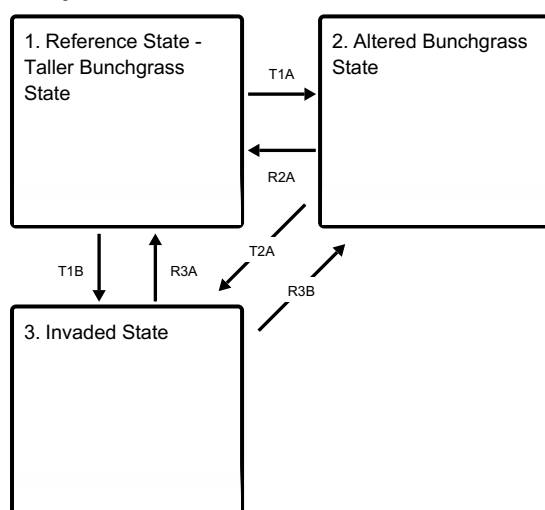 1. Reference State -
Taller Bunchgrass
State
2. Altered Bunchgrass
State
T1A
R2A
T2A
T1B
R3A
R3B
3. Invaded State